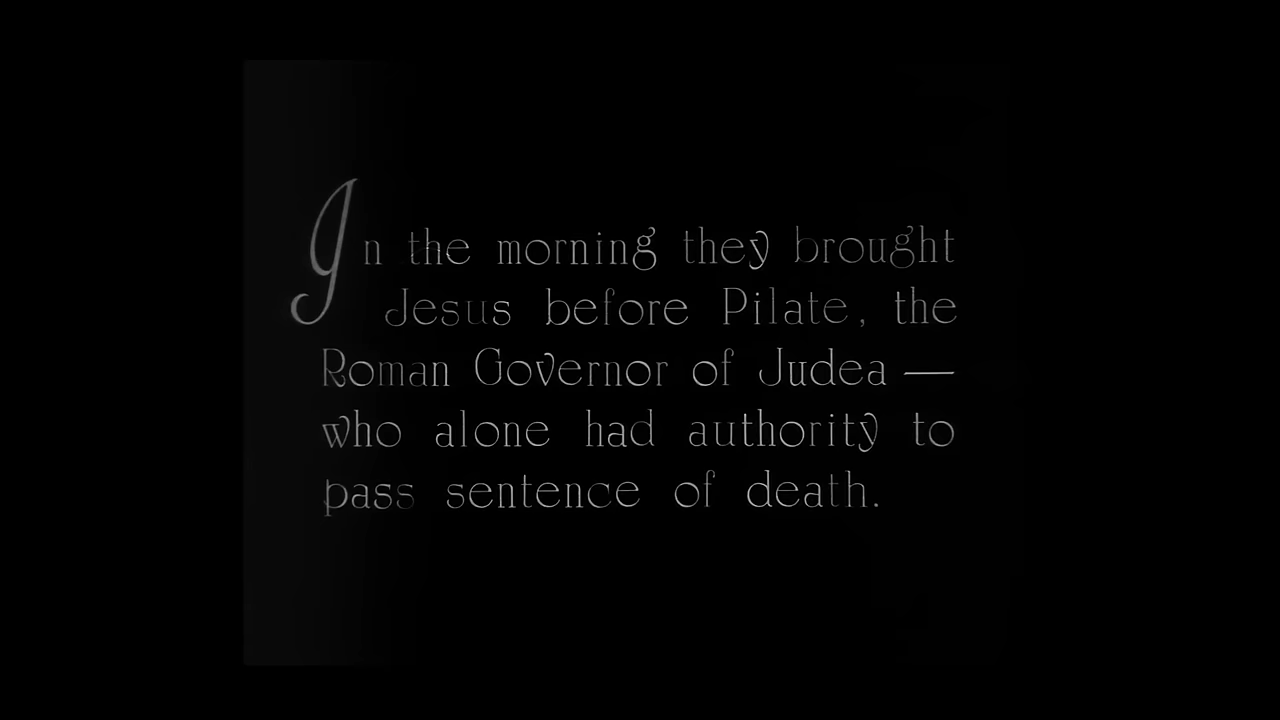 In the morning they brought
Jesus before Pilate, the
Roman Governor of Judea —
who alone had authority to
pass sentence of death.